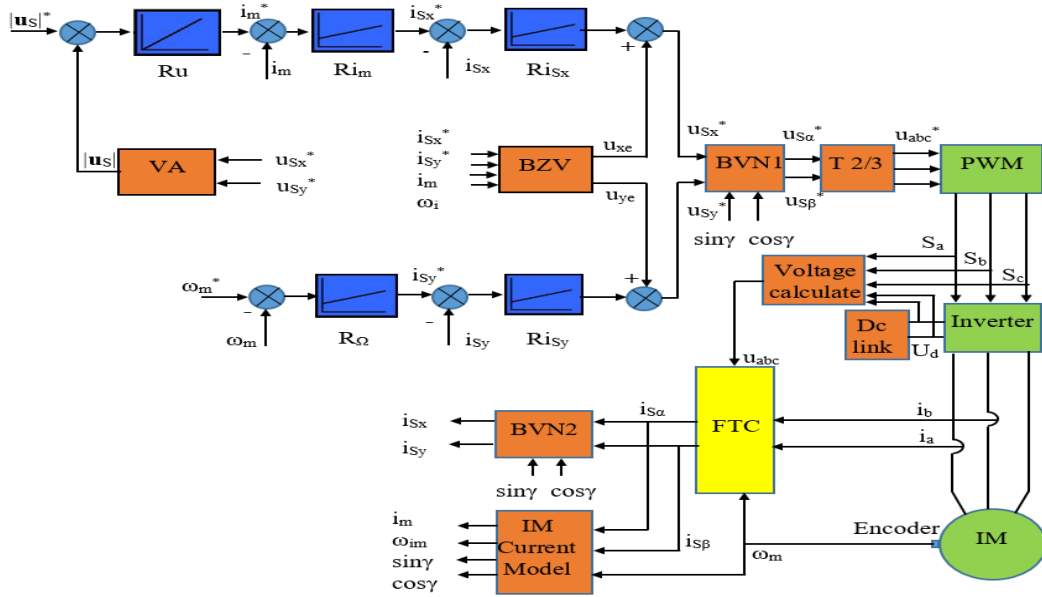 |uS|*
im*
iSx*
-
im
-
iSx
+
Ru
Rim
RiSx
|uS|
VA
uSx*
uSy*
iSx*
iSy*
im
ωi
BZV
uxe
uye
uSx*
uSy*
BVN1
sinγ
cosγ
uSα*
uSβ*
T 2/3
uabc*
PWM
Sa
Sb
Sc
Voltage
calculate
Dc
link
Ud
Inverter
ωm*
-
ωm
RΩ
iSy*
-
iSy
RiSy
+
uabc
FTC
ib
ia
iSx
iSy
BVN2
sinγ
cosγ
iSα
iSβ
im
ωim
sinγ
cosγ
IM
Current
Model
ωm
Encoder
IM